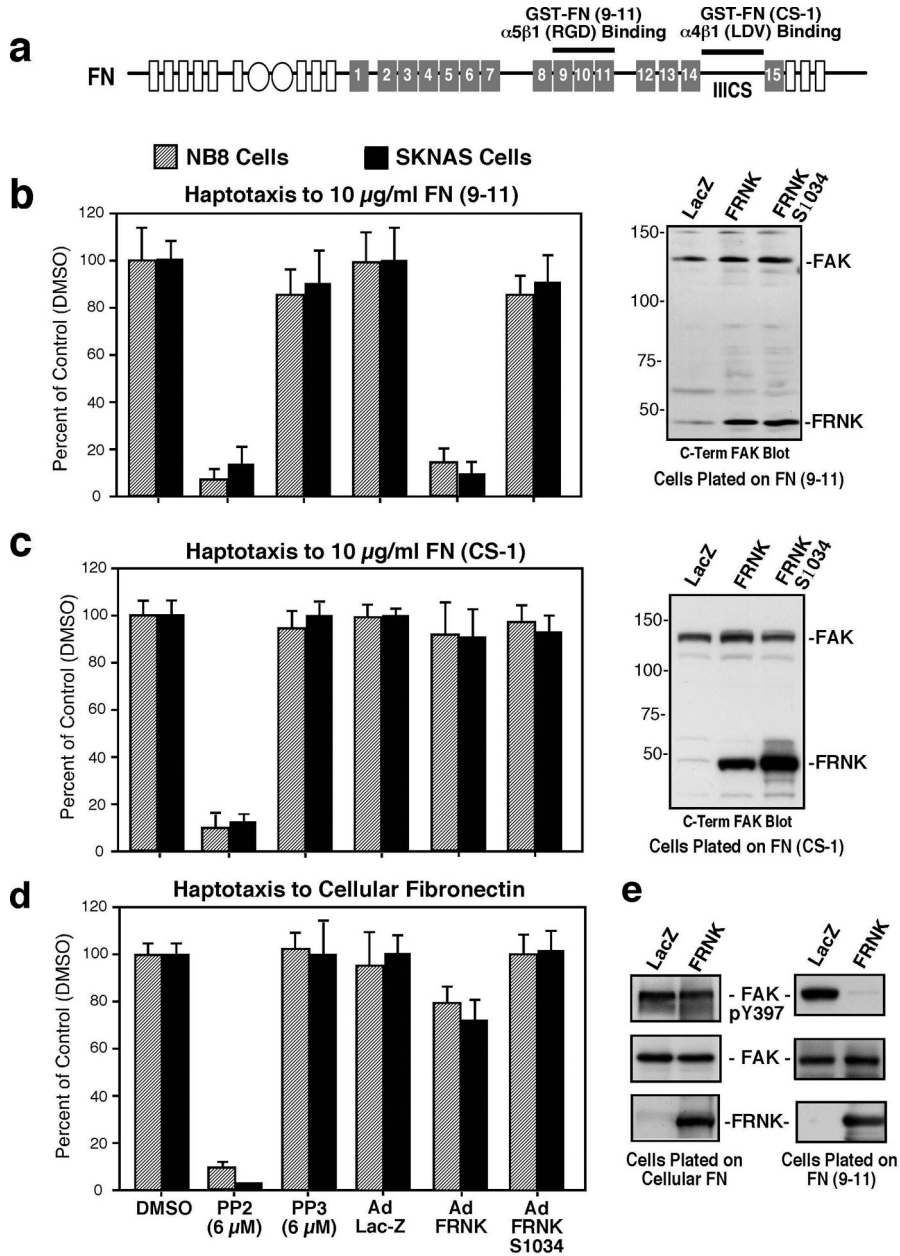 a
GST-FN (9-11)
α5β1 (RGD) Binding
GST-FN (CS-1)
α4β1 (LDV) Binding
FN
1 2 3 4 5 6 7 8 9 10 11 12 13 14 15
IIICS
NB8 Cells
SKNAS Cells
b
Haptotaxis to 10 µg/ml FN (9-11)
Percent of Control (DMSO)
120
100
80
60
40
20
0
LacZ
FRNK
FRNK
S1034
150-
100-
75-
50-
-FAK
-FRNK
C-Term FAK Blot
Cells Plated on FN (9-11)
c
Haptotaxis to 10 µg/ml FN (CS-1)
Percent of Control (DMSO)
120
100
80
60
40
20
0
LacZ
FRNK
FRNK
S1034
150-
100-
75-
50-
-FAK
-FRNK
C-Term FAK Blot
Cells Plated on FN (CS-1)
d
Haptotaxis to Cellular Fibronectin
Percent of Control (DMSO)
120
100
80
60
40
20
0
DMSO
PP2
(6 µM)
PP3
(6 µM)
Ad
Lac-Z
Ad
FRNK
Ad
FRNK
S1034
e
LacZ
FRNK
LacZ
FRNK
- FAK -
pY397
- FAK -
-FRNK-
Cells Plated on
Cellular FN
Cells Plated on
FN (9-11)